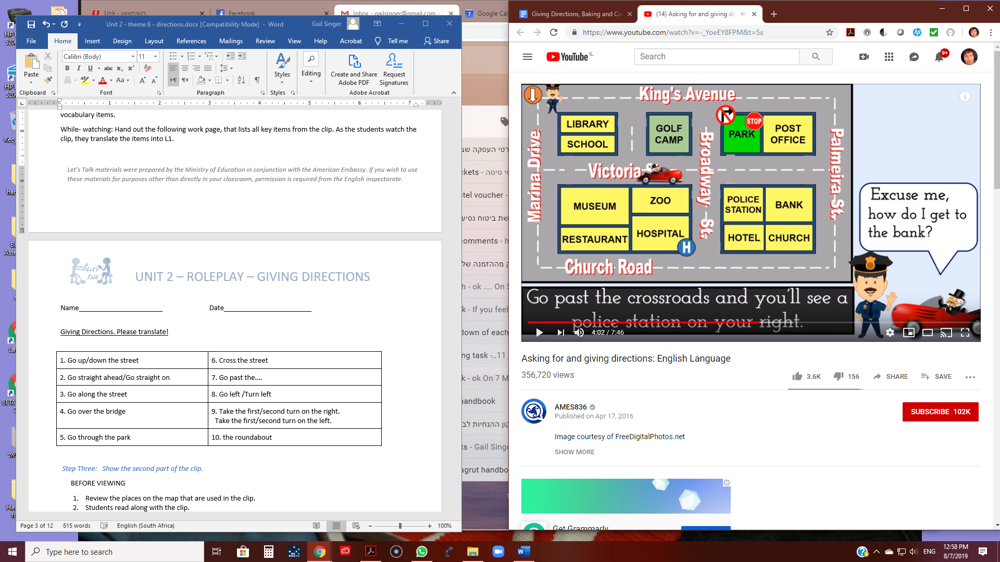 Uzit - השימושון
Facebook
Inbox - gailsinger@gmail.com
Google Cal
Unit 2 - theme 6 - directions.docx [Compatibility Mode] - Word
Gail Singer
File Home Insert Design Layout References Mailings Review View Help Acrobat Tell me Share
Calibri (Body) 11
Paste
Styles
Editing
Create and Share Adobe PDF
Request Signatures
Clipboard Font Paragraph Styles Adobe Acrobat
vocabulary items.
While- watching: Hand out the following work page, that lists all key items from the clip. As the students watch the
clip, they translate the items into L1.
Let's Talk materials were prepared by the Ministry of Education in conjunction with the American Embassy. If you wish to use
these materials for purposes other than directly in your classroom, permission is required from the English inspectorate.
Let's
Talk
UNIT 2 – ROLEPLAY – GIVING DIRECTIONS
Name______________________ Date_______________________
Giving Directions. Please translate!
1. Go up/down the street
6. Cross the street
2. Go straight ahead/Go straight on
7. Go past the....
3. Go along the street
8. Go left /Turn left
4. Go over the bridge
9. Take the first/second turn on the right.
Take the first/second turn on the left.
5. Go through the park
10. the roundabout
Step Three: Show the second part of the clip.
BEFORE VIEWING
1. Review the places on the map that are used in the clip.
2. Students read along with the clip.
Page 3 of 12 815 words English (South Africa) 100%
Giving Directions, Baking and Co
(14) Asking for and giving di
https://www.youtube.com/watch?v=-_YoeEY8FPM&t=5s
YouTube IL
Search
9+
King's Avenue
LIBRARY
SCHOOL
GOLF
CAMP
STOP
PARK
POST
OFFICE
Marina Drive
Victoria S
Broadway St.
Palmeira St.
MUSEUM
ZOO
POLICE
STATION
BANK
RESTAURANT
HOSPITAL
H
HOTEL
CHURCH
Church Road
Excuse me,
how do I get to
the bank?
Go past the crossroads and you'll see a
police station on your right.
4:02 / 7:46
Asking for and giving directions: English Language
356,720 views
3.6K 156 SHARE SAVE
AMES836
Published on Apr 17, 2016
SUBSCRIBE 102K
Image courtesy of FreeDigitalPhotos.net
SHOW MORE
Get Grammarly
Type here to search
ENG
12:58 PM
8/7/2019